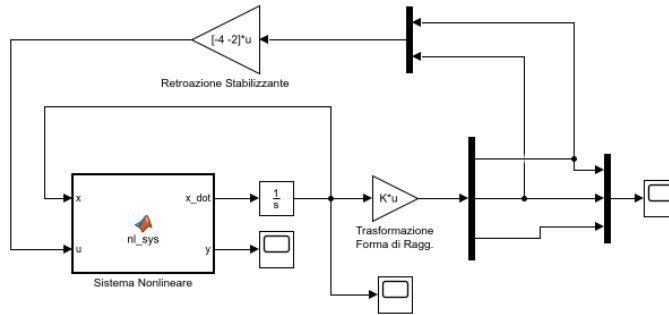 [-4 -2]*u
Retroazione Stabilizzante
x
x_dot
1
s
K*u
nl_sys
u
y
Trasformazione
Forma di Ragg.
Sistema Nonlineare